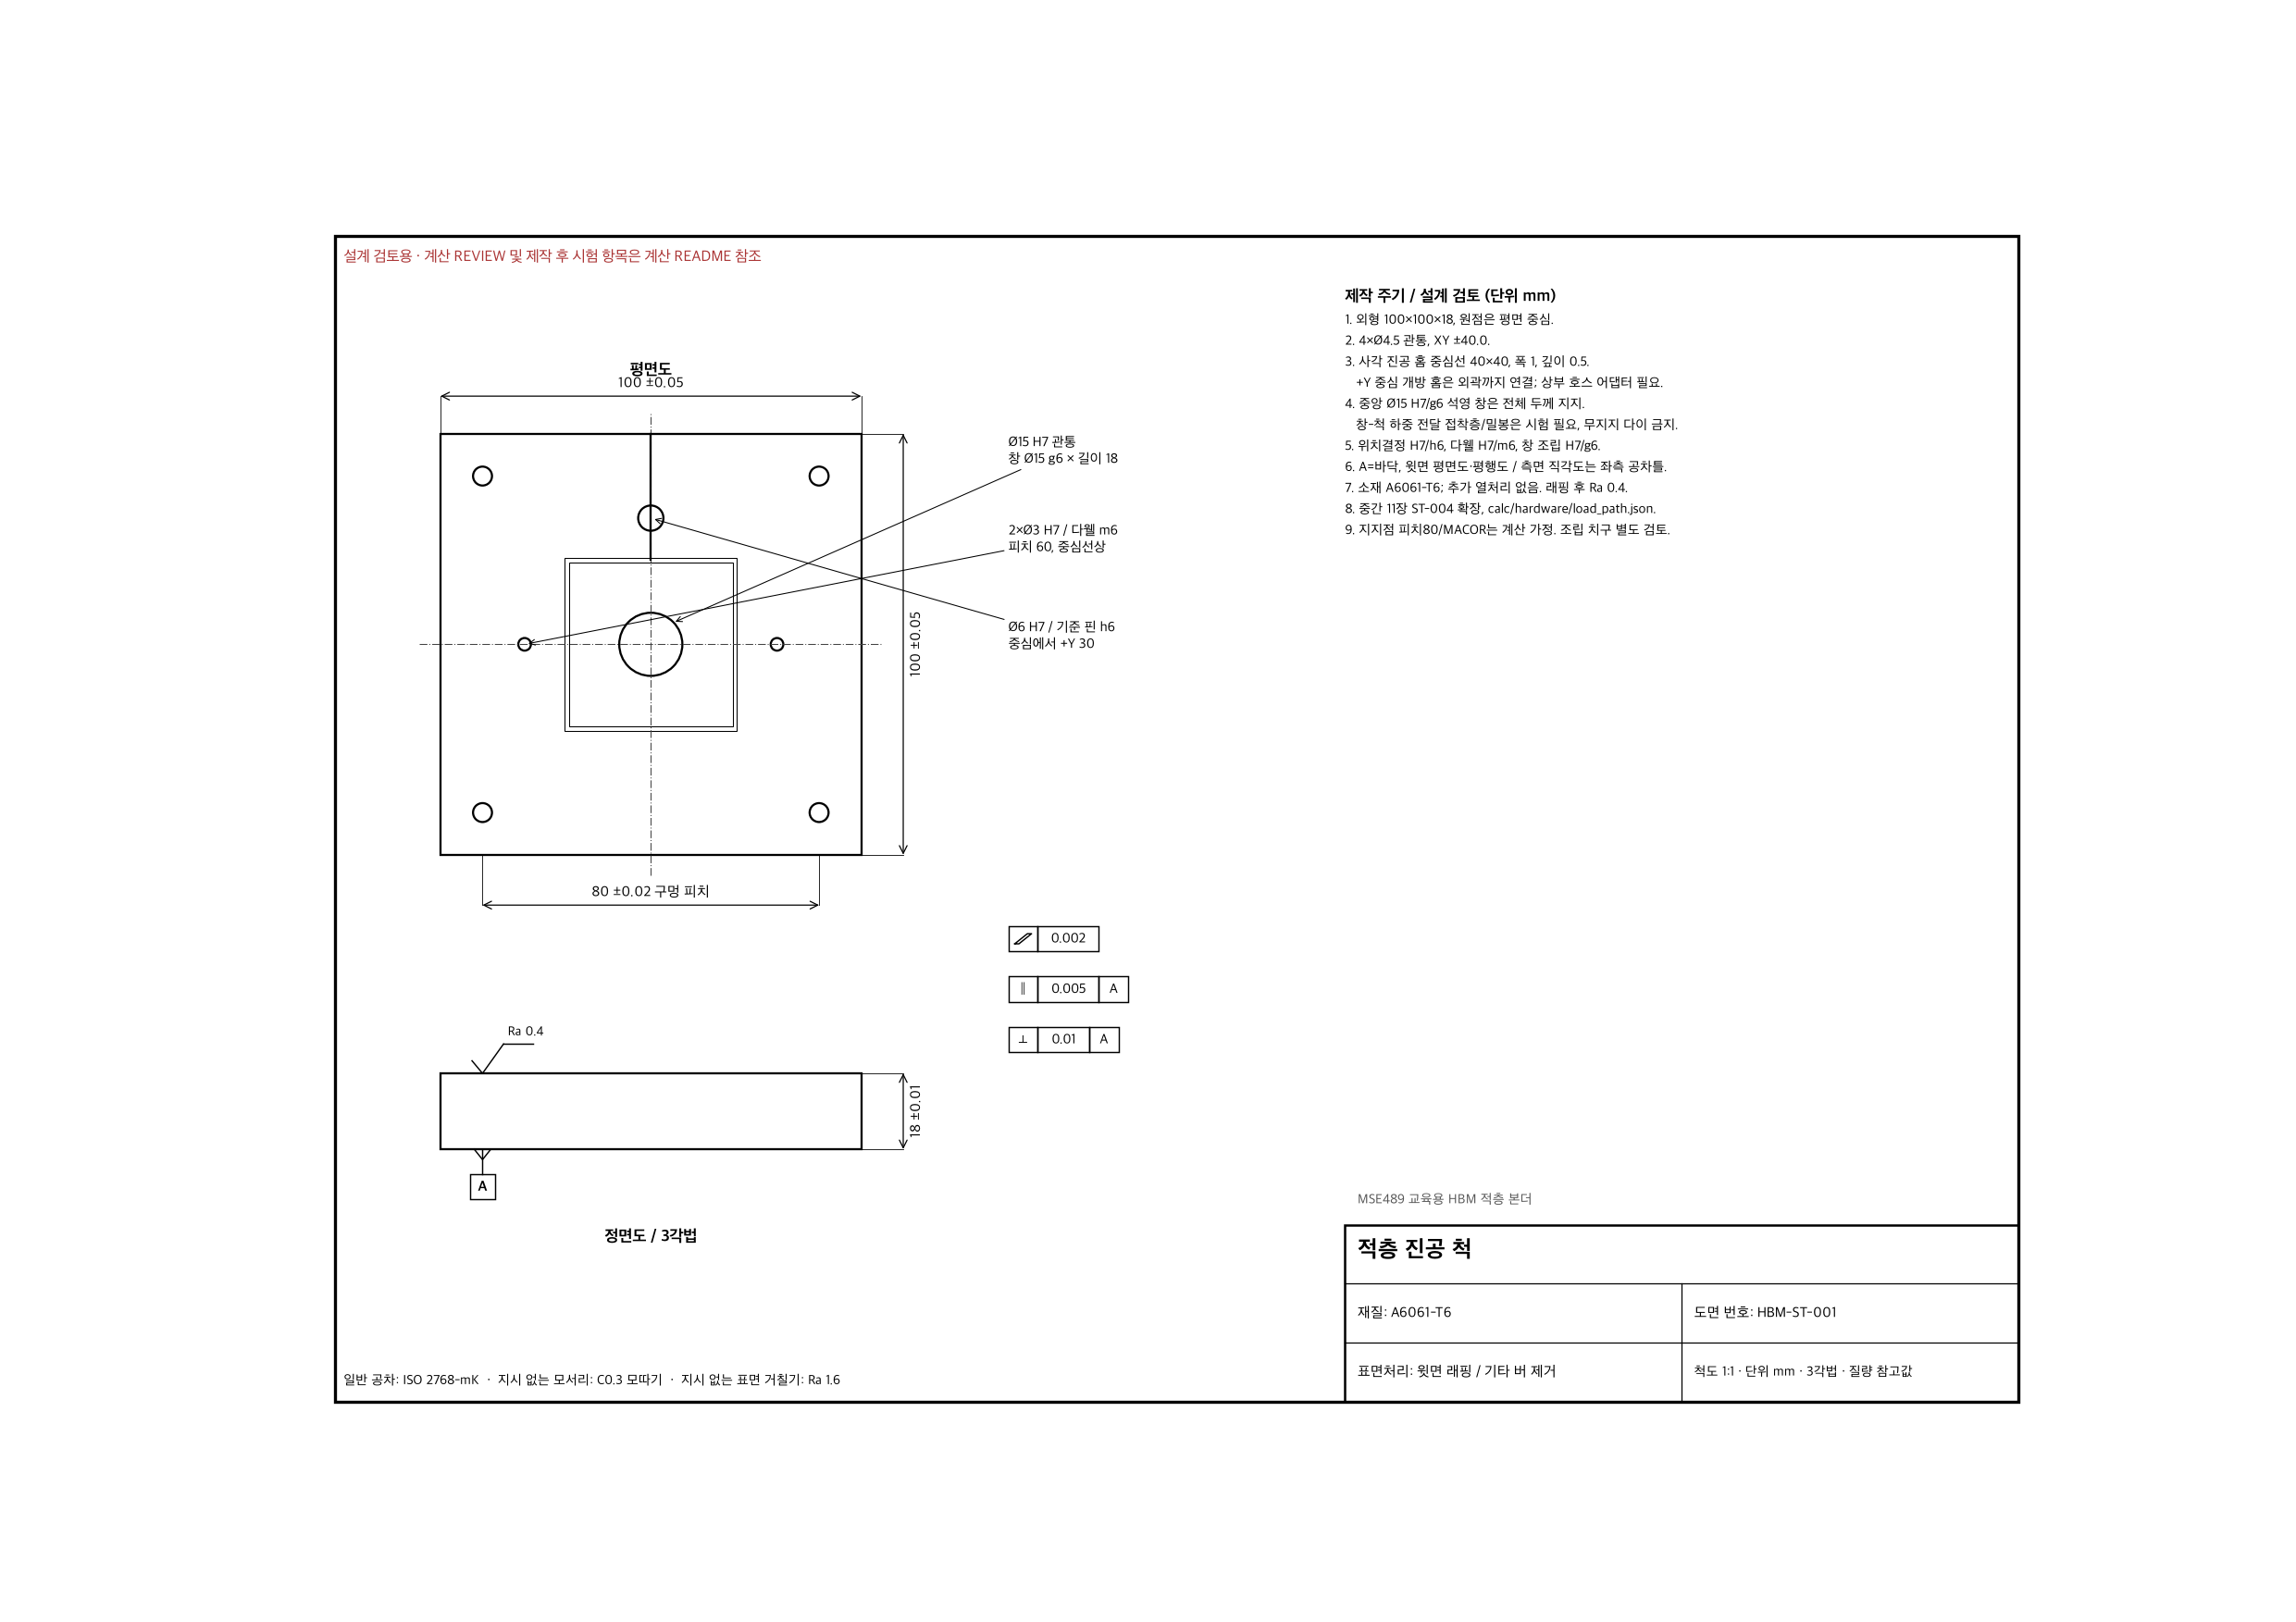 설계 검토용 · 계산 REVIEW 및 제작 후 시험 항목은 계산 README 참조
평면도
100 ±0.05
Ø15 H7 관통
창 Ø15 g6 × 길이 18
2×Ø3 H7 / 다웰 m6
피치 60, 중심선상
Ø6 H7 / 기준 핀 h6
중심에서 +Y 30
100 ±0.05
80 ±0.02 구멍 피치
⏥ 0.002
∥ 0.005 A
⊥ 0.01 A
Ra 0.4
18 ±0.01
A
정면도 / 3각법
제작 주기 / 설계 검토 (단위 mm)
1. 외형 100×100×18, 원점은 평면 중심.
2. 4×Ø4.5 관통, XY ±40.0.
3. 사각 진공 홈 중심선 40×40, 폭 1, 깊이 0.5.
+Y 중심 개방 홈은 외곽까지 연결; 상부 호스 어댑터 필요.
4. 중앙 Ø15 H7/g6 석영 창은 전체 두께 지지.
창-척 하중 전달 접착층/밀봉은 시험 필요, 무지지 다이 금지.
5. 위치결정 H7/h6, 다웰 H7/m6, 창 조립 H7/g6.
6. A=바닥, 윗면 평면도·평행도 / 측면 직각도는 좌측 공차틀.
7. 소재 A6061-T6; 추가 열처리 없음. 래핑 후 Ra 0.4.
8. 중간 11장 ST-004 확장, calc/hardware/load_path.json.
9. 지지점 피치80/MACOR는 계산 가정. 조립 치구 별도 검토.
MSE489 교육용 HBM 적층 본더
적층 진공 척
재질: A6061-T6
도면 번호: HBM-ST-001
표면처리: 윗면 래핑 / 기타 버 제거
척도 1:1 · 단위 mm · 3각법 · 질량 참고값
일반 공차: ISO 2768-mK · 지시 없는 모서리: C0.3 모따기 · 지시 없는 표면 거칠기: Ra 1.6